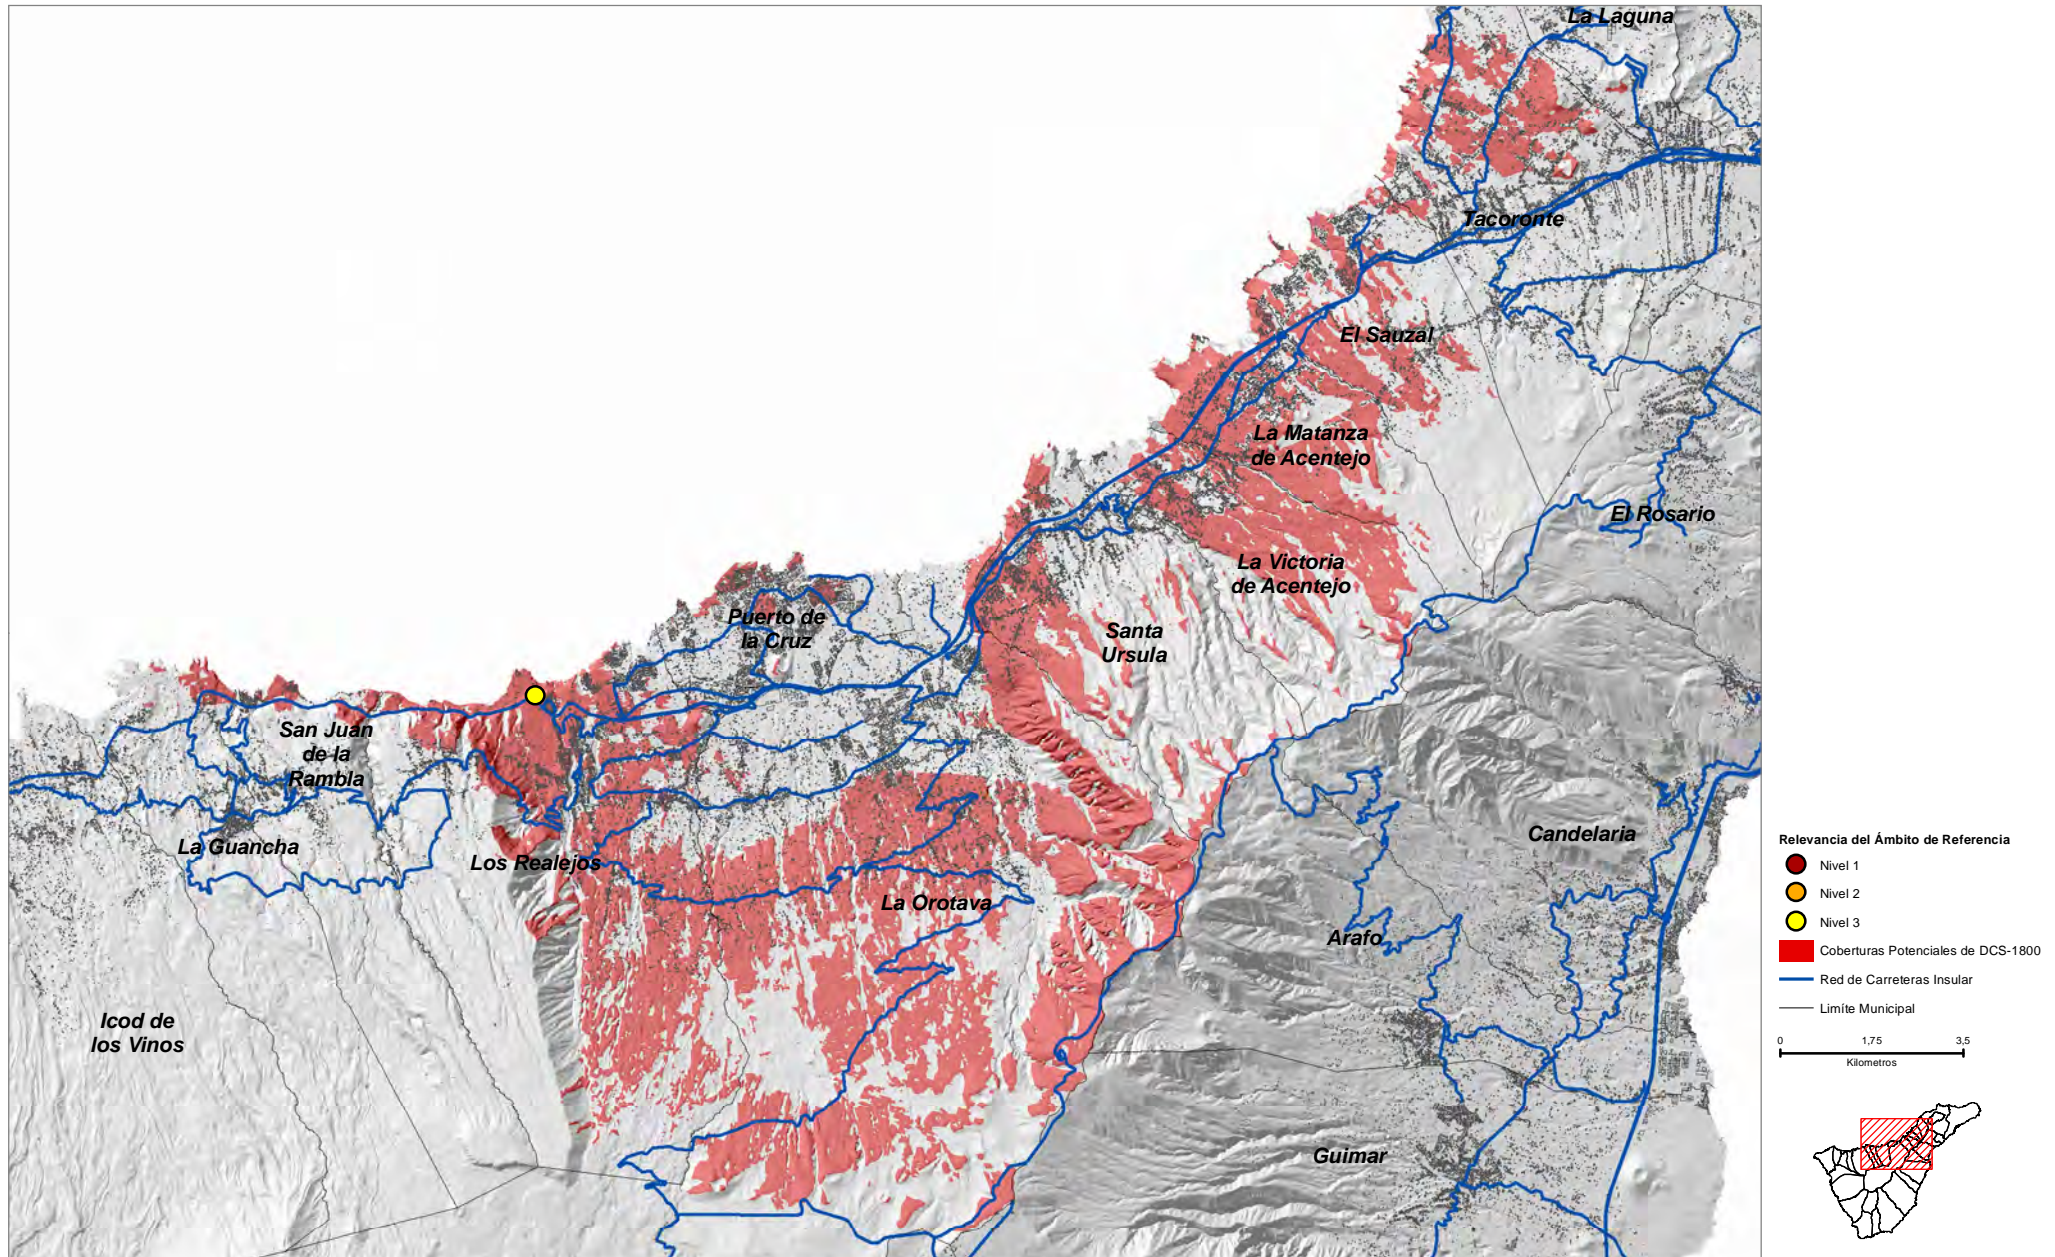 La Laguna
Tacoronte
El Sauzal
La Matanza
de Acentejo
El Rosario
La Victoria
de Acentejo
Puerto de
la Cruz
Santa
Ursula
San Juan
de la
Rambla
La Guancha
Los Realejos
Candelaria
La Orotava
Arafo
Icod de
los Vinos
Guimar
Relevancia del Ámbito de Referencia
Nivel 1
Nivel 2
Nivel 3
Coberturas Potenciales de DCS-1800
Red de Carreteras Insular
Limíte Municipal
0 1,75 3,5
Kilometros